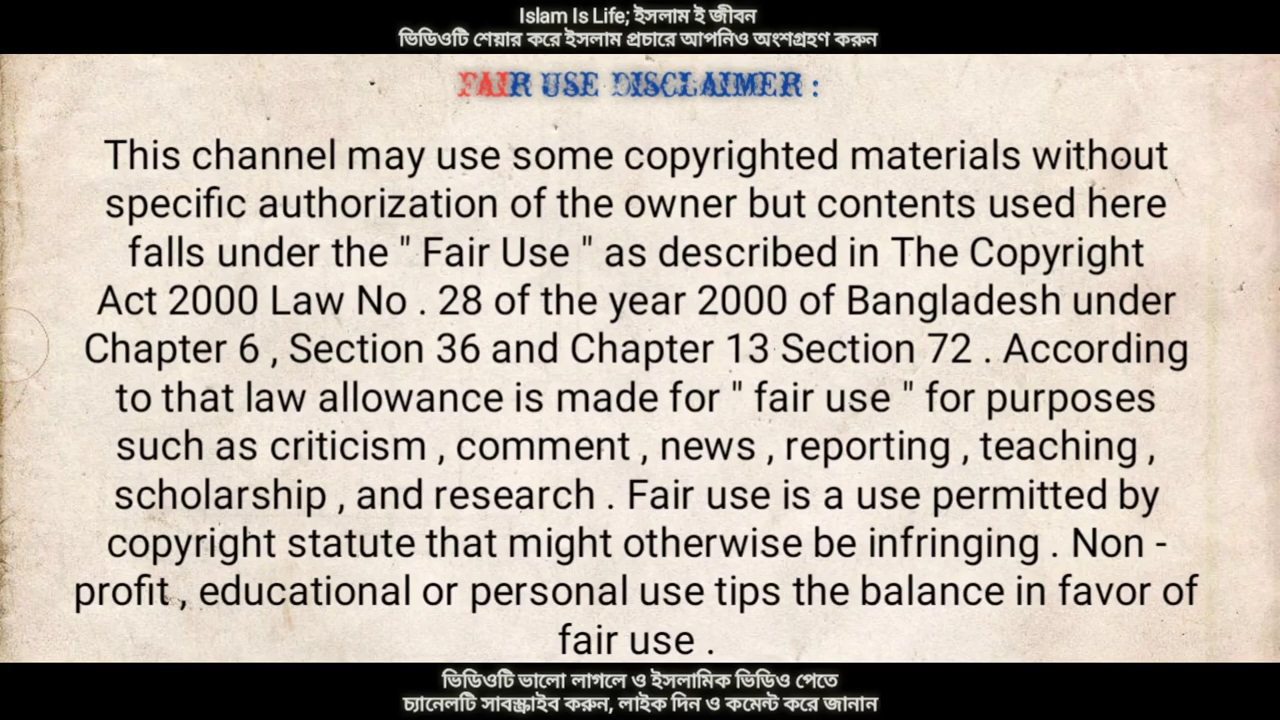 Islam Is Life; ইসলাম ই জীবন
ভিডিওটি শেয়ার করে ইসলাম প্রচারে আপনিও অংশগ্রহণ করুন
FAIR USE DISCLAIMER :
This channel may use some copyrighted materials without
specific authorization of the owner but contents used here
falls under the " Fair Use " as described in The Copyright
Act 2000 Law No . 28 of the year 2000 of Bangladesh under
Chapter 6 , Section 36 and Chapter 13 Section 72 . According
to that law allowance is made for " fair use " for purposes
such as criticism , comment , news , reporting , teaching ,
scholarship , and research . Fair use is a use permitted by
copyright statute that might otherwise be infringing . Non -
profit , educational or personal use tips the balance in favor of
fair use .
ভিডিওটি ভালো লাগলে ও ইসলামিক ভিডিও পেতে
চ্যানেলটি সাবস্ক্রাইব করুন, লাইক দিন ও কমেন্ট করে জানান